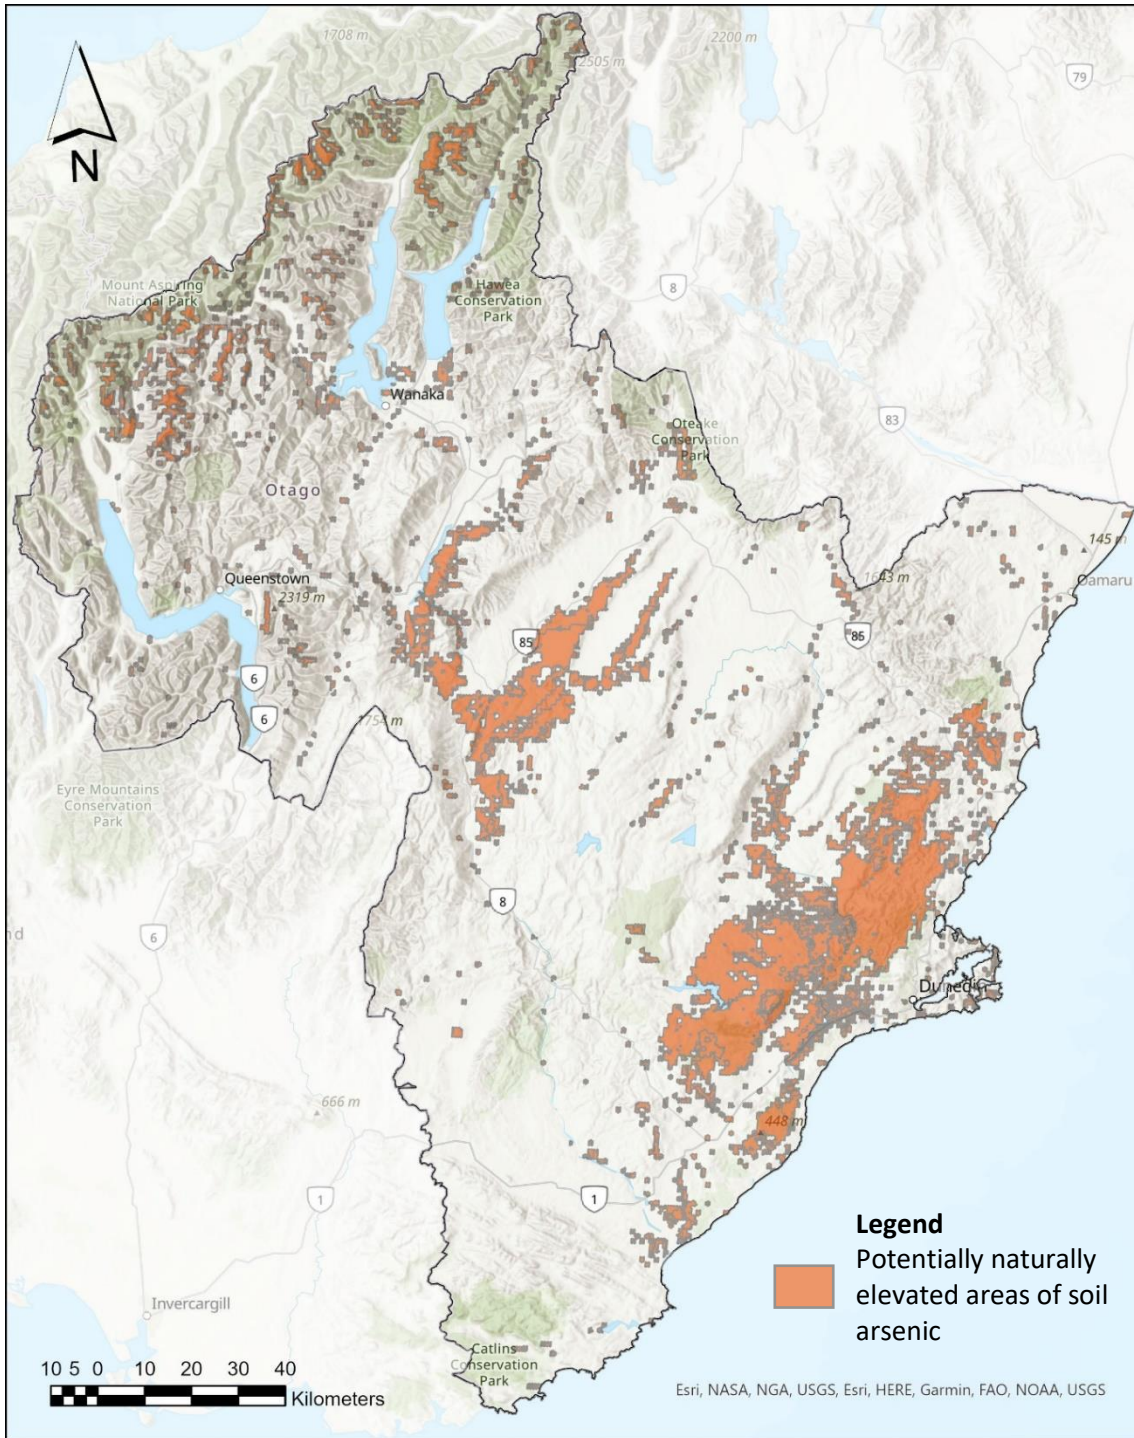 1708 m
2200 m
2505 m
79
N
Mount Aspiring
National Park
8
Hawea
Conservation
Park
Wanaka
83
Oteake
Conservation
Park
Otago
145 m
Queenstown
2319 m
1643 m
Oamaru
85
85
6
6
1754 m
Eyre Mountains
Conservation
Park
8
6
nd
Dunedin
666 m
448 m
1
1
Legend
Potentially naturally
elevated areas of soil
arsenic
Invercargill
Catlins
Conservation
Park
10 5 0 10 20 30 40
Kilometers
Esri, NASA, NGA, USGS, Esri, HERE, Garmin, FAO, NOAA, USGS